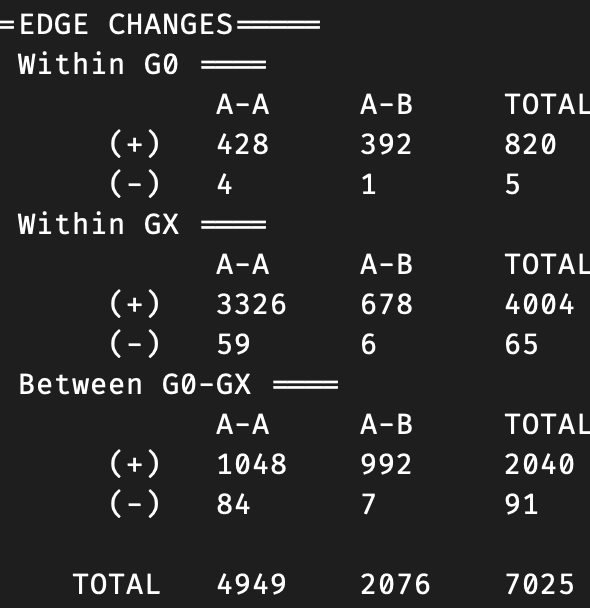 =EDGE CHANGES=====
Within G0 ====
A-A A-B TOTAL
(+) 428 392 820
(-) 4 1 5
Within GX ====
A-A A-B TOTAL
(+) 3326 678 4004
(-) 59 6 65
Between G0-GX ====
A-A A-B TOTAL
(+) 1048 992 2040
(-) 84 7 91
TOTAL 4949 2076 7025